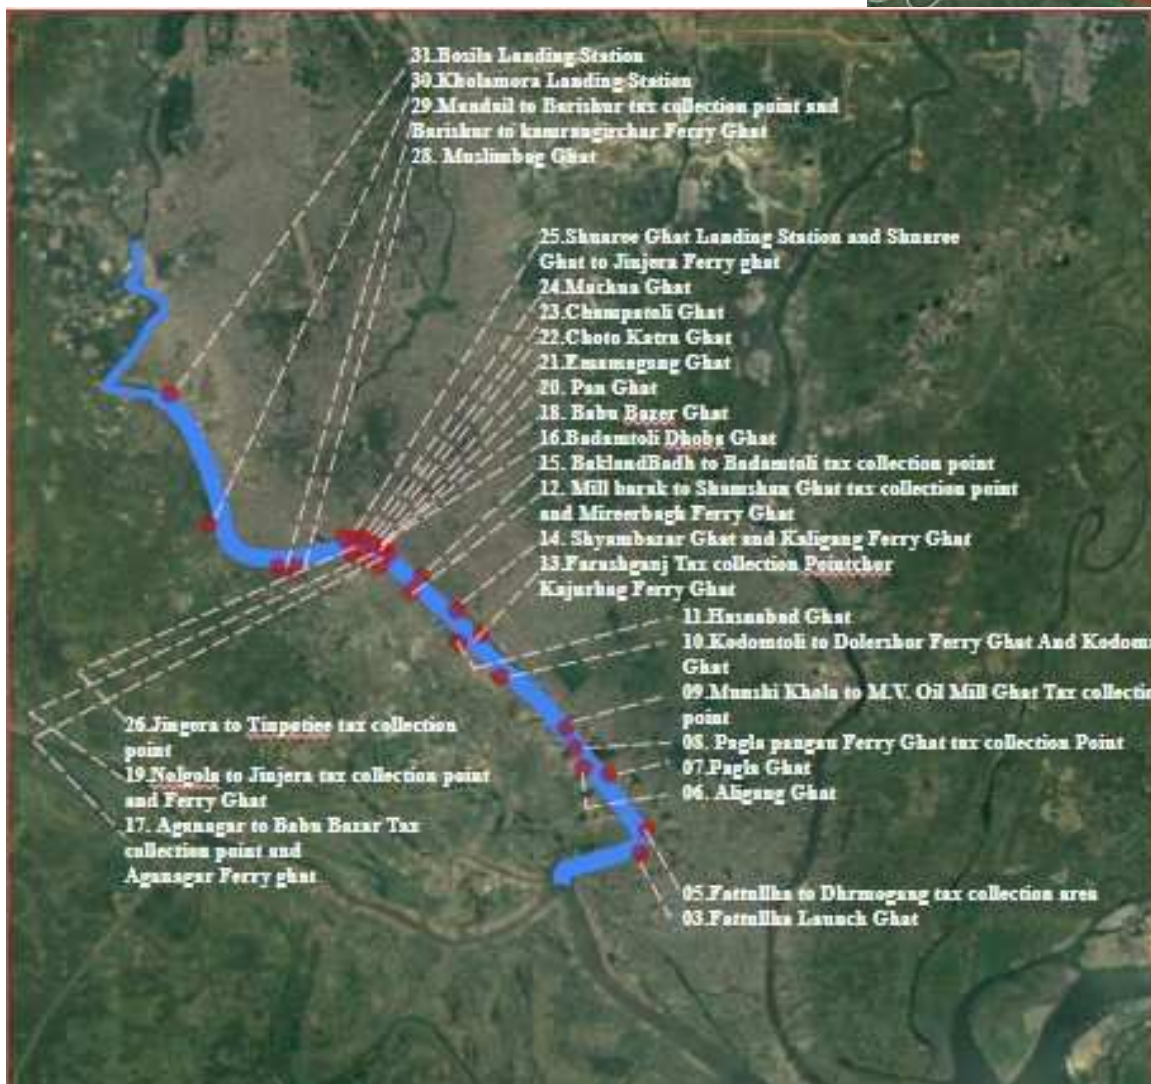 31.Bosila Landing Station
30.Kholamora Landing Station
29.Mandail to Barishur tax collection point and
Barishur to kamrangirchar Ferry Ghat
28. Muslimbag Ghat
25.Shuaree Ghat Landing Station and Shuaree
Ghat to Jinjera Ferry ghat
24.Muckua Ghat
23.Champatoli Ghat
22.Choto Katra Ghat
21.Emamagang Ghat
20. Pan Ghat
18. Babu Bazer Ghat
16.Badamtoli Dhoba Ghat
15. BaklandBadh to Badamtoli tax collection point
12. Mill barak to Shamshan Ghat tax collection point
and Mireerbagh Ferry Ghat
14. Shyambazar Ghat and Kaligang Ferry Ghat
13.Farashganj Tax collection Pointchor
Kajurbag Ferry Ghat
11.Hasnabad Ghat
10.Kodomtoli to Dolershor Ferry Ghat And Kodom
Ghat
09.Munshi Khola to M.V. Oil Mill Ghat Tax collectio
point
08. Pagla pangau Ferry Ghat tax collection Point
07.Pagla Ghat
06. Aligang Ghat
26.Jingera to Tinpotiee tax collection
point
19.Nolgola to Jinjera tax collection point
and Ferry Ghat
17. Aganagar to Babu Bazar Tax
collection point and
Aganagar Ferry ghat
05.Fattullha to Dhrmogang tax collection area
03.Fattullha Launch Ghat